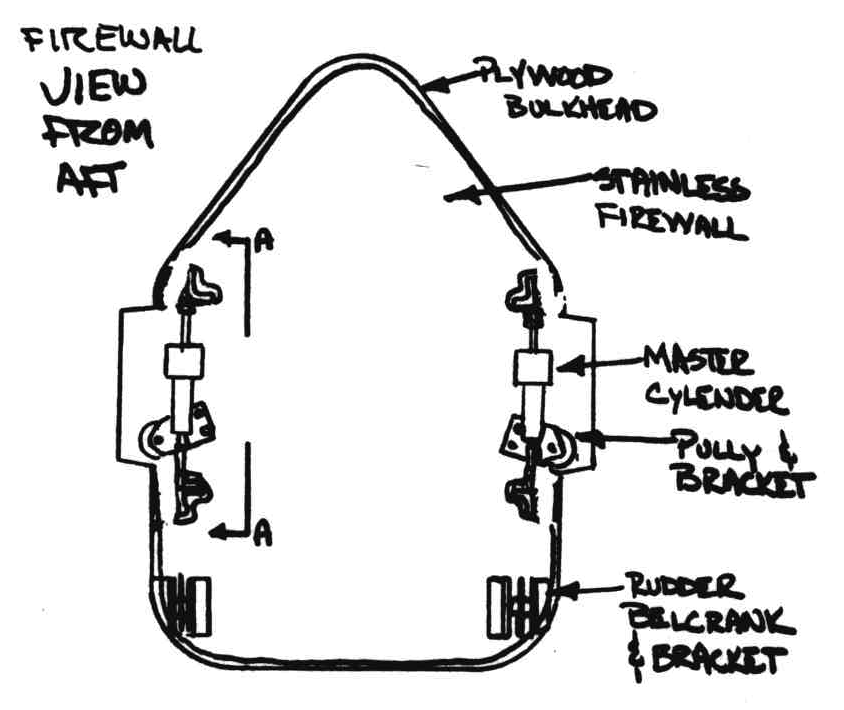 FIREWALL
VIEW
FROM
AFT
PLYWOOD
BULKHEAD
STAINLESS
FIREWALL
A
MASTER
CYLENDER
PULLY &
BRACKET
A
RUDDER
BELCRANK
& BRACKET